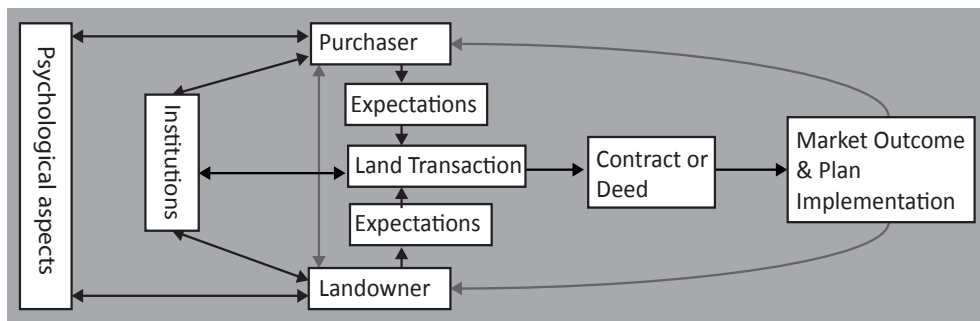 Psychological aspects
Institutions
Purchaser
Expectations
Land Transaction
Expectations
Landowner
Contract or
Deed
Market Outcome
& Plan
Implementation